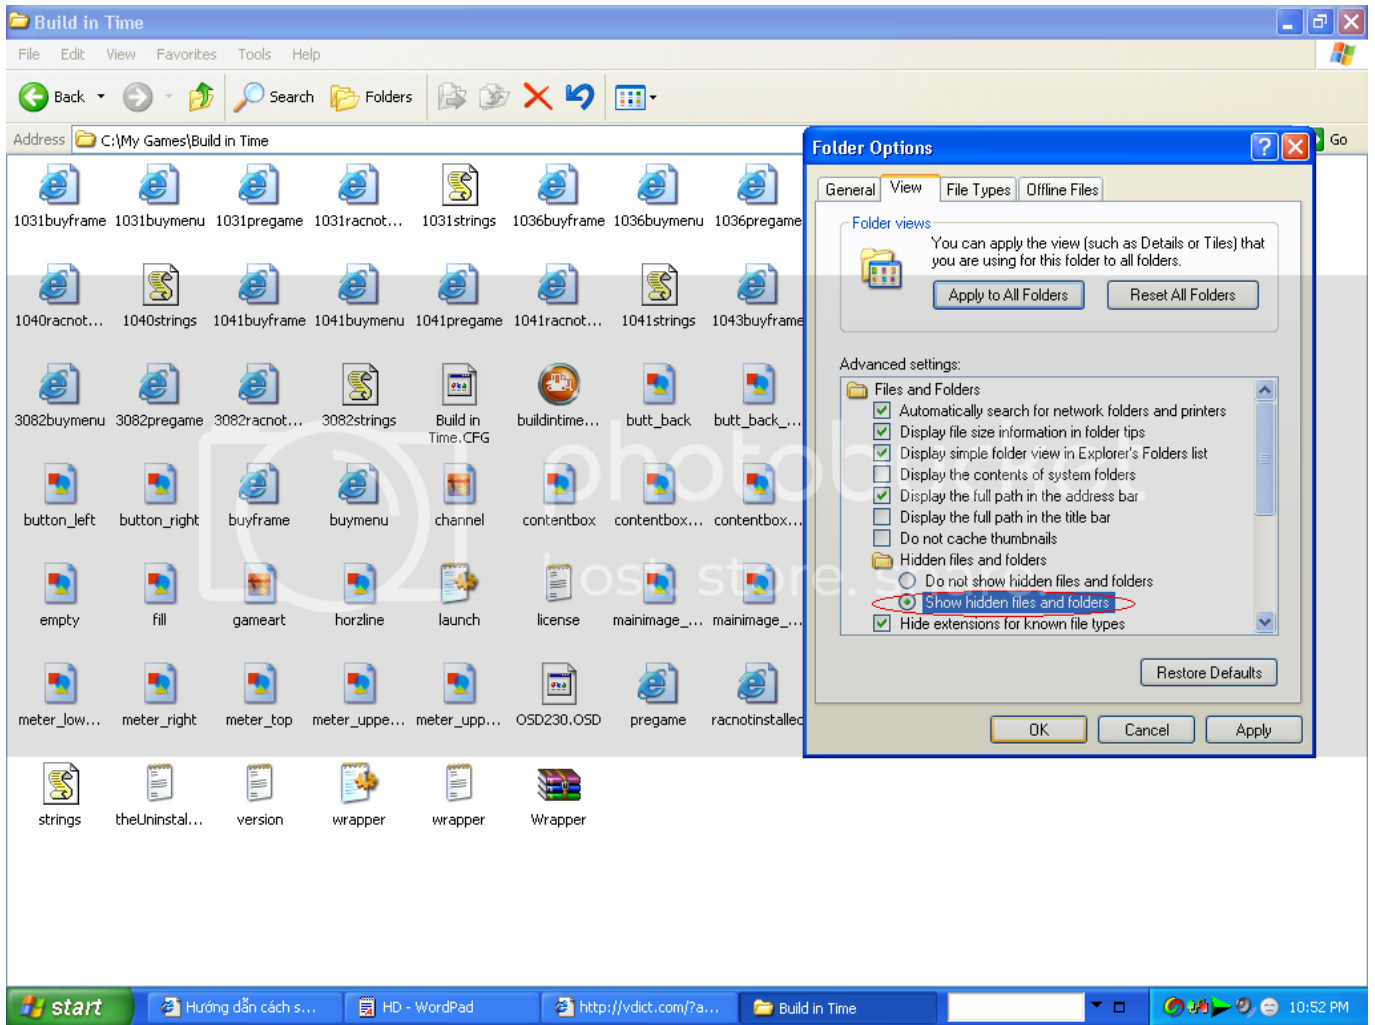 Build in Time
File Edit View Favorites Tools Help
Back Search Folders
Address C:\My Games\Build in Time Go
1031buyframe 1031buymenu 1031pregame 1031racnot... 1031strings 1036buyframe 1036buymenu 1036pregame
1040racnot... 1040strings 1041buyframe 1041buymenu 1041pregame 1041racnot... 1041strings 1043buyframe
3082buymenu 3082pregame 3082racnot... 3082strings Build in Time.CFG buildintime... butt_back butt_back_...
button_left button_right buyframe buymenu channel contentbox contentbox... contentbox...
empty fill gameart horzline launch license mainimage_... mainimage_...
meter_low... meter_right meter_top meter_uppe... meter_upp... OSD230.OSD pregame racnotinstalled
strings theUninstal... version wrapper wrapper Wrapper
Folder Options
General View File Types Offline Files
Folder views
You can apply the view (such as Details or Tiles) that
you are using for this folder to all folders.
Apply to All Folders Reset All Folders
Advanced settings:
Files and Folders
Automatically search for network folders and printers
Display file size information in folder tips
Display simple folder view in Explorer's Folders list
Display the contents of system folders
Display the full path in the address bar
Display the full path in the title bar
Do not cache thumbnails
Hidden files and folders
Do not show hidden files and folders
Show hidden files and folders
Hide extensions for known file types
Restore Defaults
OK Cancel Apply
photobucket
host. store. share.
start Hướng dẫn cách s... HD - WordPad http://vdict.com/?a... Build in Time 10:52 PM